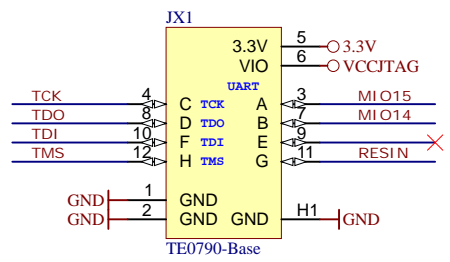 JX1
3.3V 5 3.3V
VIO 6 VCCJTAG
UART
TCK 4 C TCK A 3 MIO15
TDO 8 D TDO B 7 MIO14
TDI 10 F TDI E 9
TMS 12 H TMS G 11 RESIN
GND 1 GND
GND 2 GND GND H1 GND
TE0790-Base